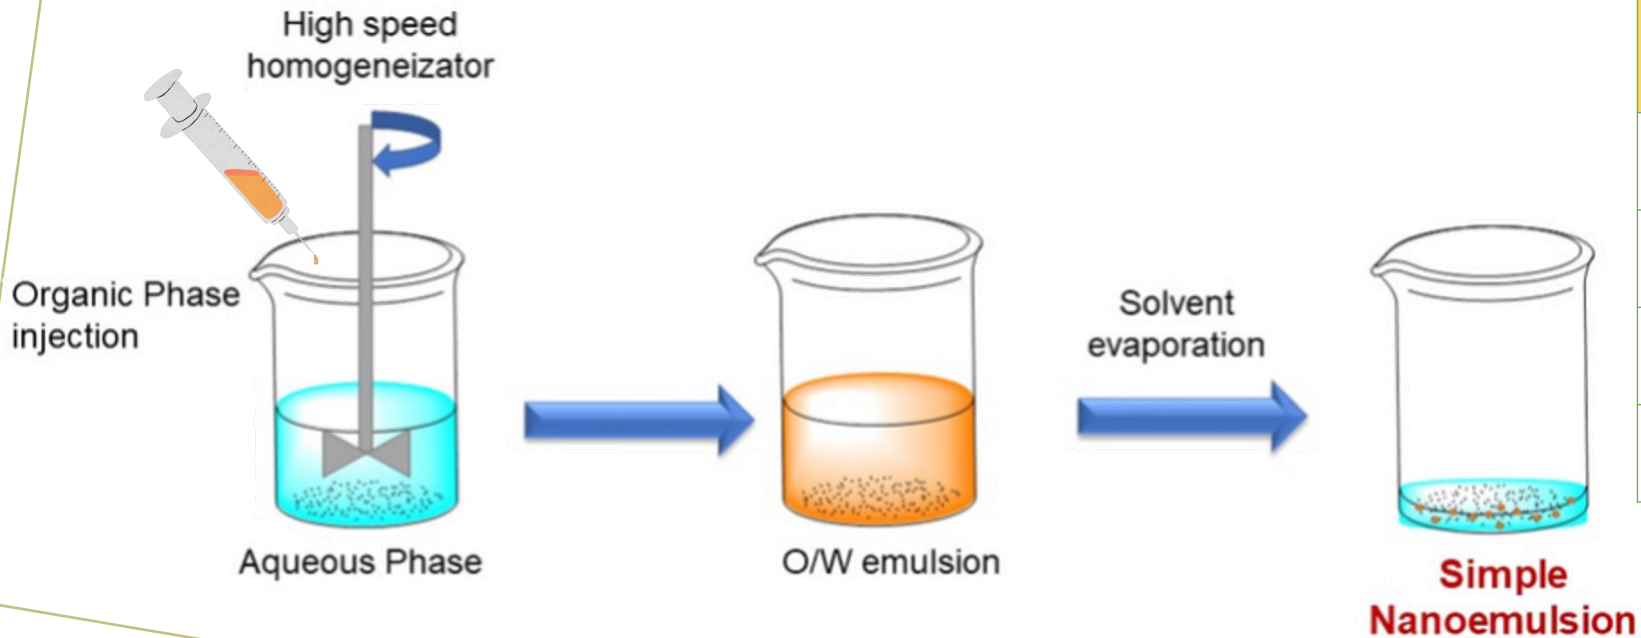 High speed
homogeneizator
Organic Phase
injection
Aqueous Phase
O/W emulsion
Solvent
evaporation
Simple
Nanoemulsion